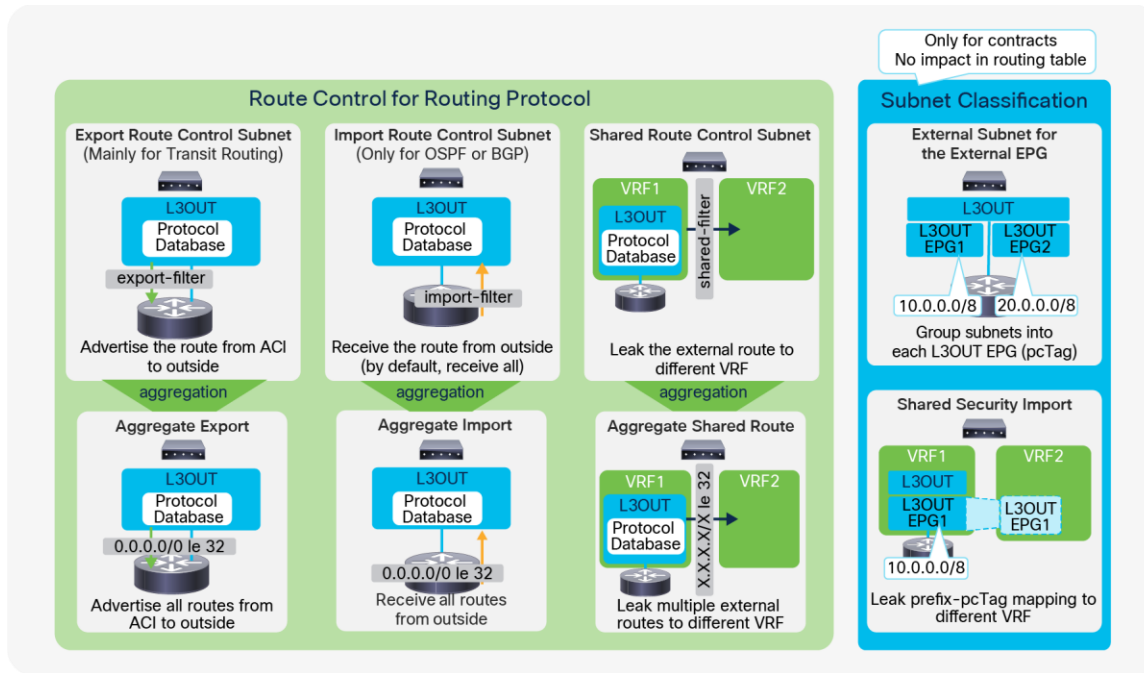 Only for contracts
No impact in routing table
Route Control for Routing Protocol
Subnet Classification
Export Route Control Subnet
(Mainly for Transit Routing)
L3OUT
Protocol
Database
export-filter
Advertise the route from ACI
to outside
aggregation
Import Route Control Subnet
(Only for OSPF or BGP)
L3OUT
Protocol
Database
import-filter
Receive the route from outside
(by default, receive all)
aggregation
Shared Route Control Subnet
VRF1
VRF2
L3OUT
Protocol
Database
shared-filter
Leak the external route to
different VRF
aggregation
External Subnet for
the External EPG
L3OUT
L3OUT
EPG1
L3OUT
EPG2
10.0.0.0/8
20.0.0.0/8
Group subnets into
each L3OUT EPG (pcTag)
Aggregate Export
L3OUT
Protocol
Database
0.0.0.0/0 le 32
Advertise all routes from
ACI to outside
Aggregate Import
L3OUT
Protocol
Database
0.0.0.0/0 le 32
Receive all routes
from outside
Aggregate Shared Route
VRF1
VRF2
L3OUT
Protocol
Database
X.X.X.X/X le 32
Leak multiple external
routes to different VRF
Shared Security Import
VRF1
VRF2
L3OUT
L3OUT
EPG1
L3OUT
EPG1
10.0.0.0/8
Leak prefix-pcTag mapping to
different VRF